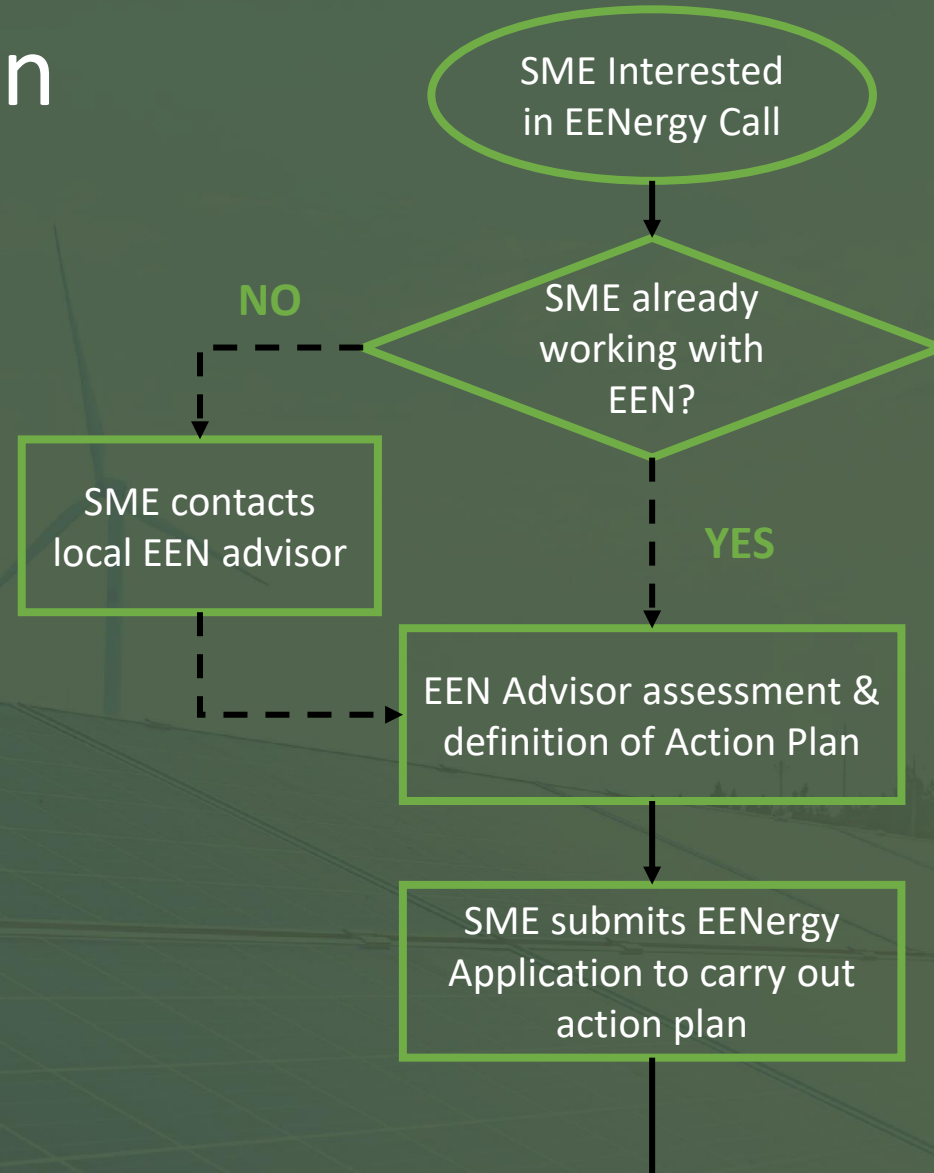 n
SME Interested
in EENergy Call
NO
SME already
working with
EEN?
SME contacts
local EEN advisor
YES
EEN Advisor assessment &
definition of Action Plan
SME submits EENergy
Application to carry out
action plan